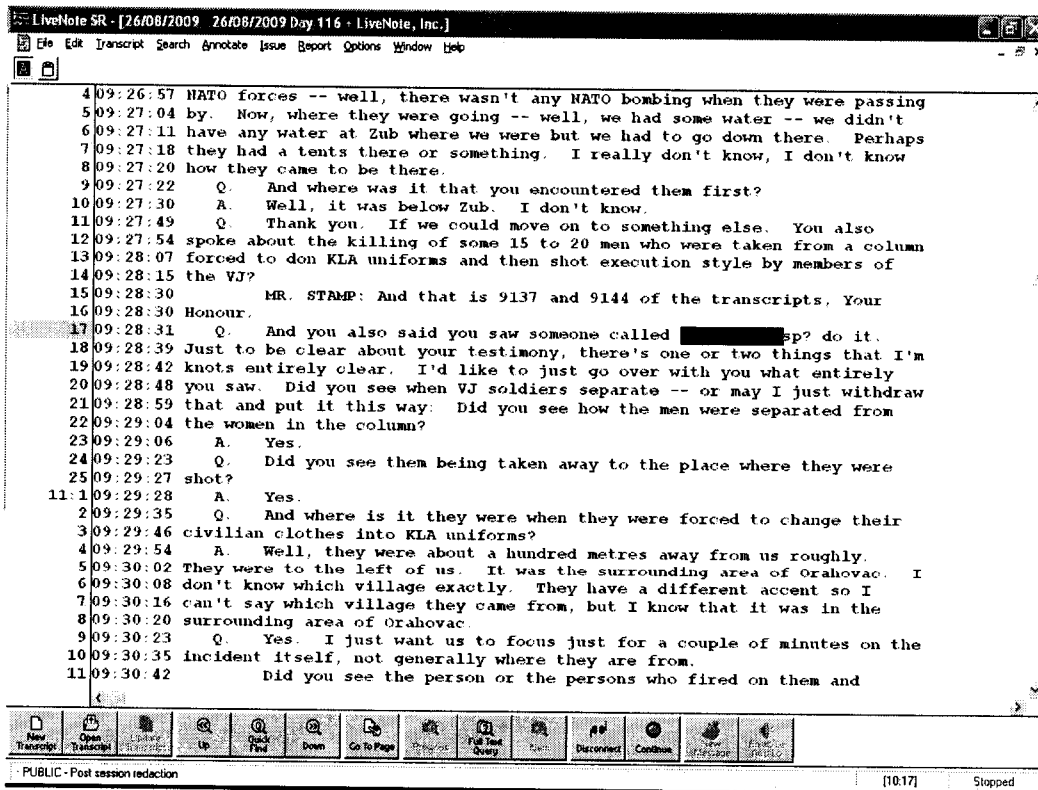 LiveNote SR - [26/08/2009 26/08/2009 Day 116 + LiveNote, Inc.]
File Edit Transcript Search Annotate Issue Report Options Window Help
4 09:26:57 NATO forces -- well, there wasn't any NATO bombing when they were passing
5 09:27:04 by. Now, where they were going -- well, we had some water -- we didn't
6 09:27:11 have any water at Zub where we were but we had to go down there. Perhaps
7 09:27:18 they had a tents there or something. I really don't know, I don't know
8 09:27:20 how they came to be there.
9 09:27:22 Q. And where was it that you encountered them first?
10 09:27:30 A. Well, it was below Zub. I don't know.
11 09:27:49 Q. Thank you. If we could move on to something else. You also
12 09:27:54 spoke about the killing of some 15 to 20 men who were taken from a column
13 09:28:07 forced to don KLA uniforms and then shot execution style by members of
14 09:28:15 the VJ?
15 09:28:30 MR. STAMP: And that is 9137 and 9144 of the transcripts, Your
16 09:28:30 Honour.
17 09:28:31 Q. And you also said you saw someone called sp? do it.
18 09:28:39 Just to be clear about your testimony, there's one or two things that I'm
19 09:28:42 knots entirely clear. I'd like to just go over with you what entirely
20 09:28:48 you saw. Did you see when VJ soldiers separate -- or may I just withdraw
21 09:28:59 that and put it this way: Did you see how the men were separated from
22 09:29:04 the women in the column?
23 09:29:06 A. Yes.
24 09:29:23 Q. Did you see them being taken away to the place where they were
25 09:29:27 shot?
11:1 09:29:28 A. Yes.
2 09:29:35 Q. And where is it they were when they were forced to change their
3 09:29:46 civilian clothes into KLA uniforms?
4 09:29:54 A. Well, they were about a hundred metres away from us roughly.
5 09:30:02 They were to the left of us. It was the surrounding area of Orahovac. I
6 09:30:08 don't know which village exactly. They have a different accent so I
7 09:30:16 can't say which village they came from, but I know that it was in the
8 09:30:20 surrounding area of Orahovac.
9 09:30:23 Q. Yes. I just want us to focus just for a couple of minutes on the
10 09:30:35 incident itself, not generally where they are from.
11 09:30:42 Did you see the person or the persons who fired on them and
New Transcript Open Transcript Update Transcript Up Quick Find Down Go To Page Previous Full Text Query Next Disconnect Continue New Message
- PUBLIC - Post session redaction [10:17] Stopped